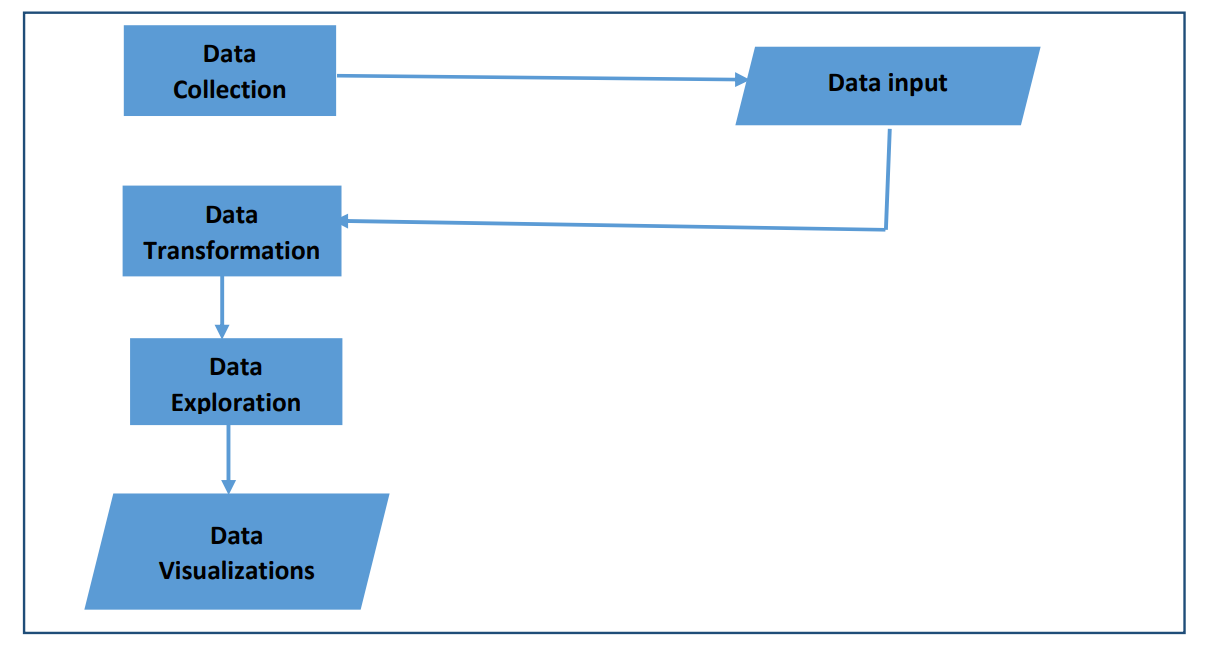 Data
Collection
Data input
Data
Transformation
Data
Exploration
Data
Visualizations